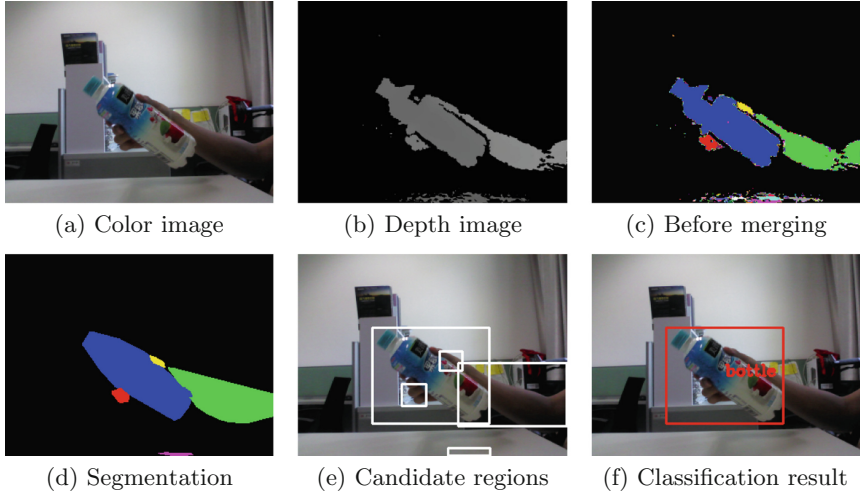 (a) Color image
(b) Depth image
(c) Before merging
bottle
(d) Segmentation
(e) Candidate regions
(f) Classification result